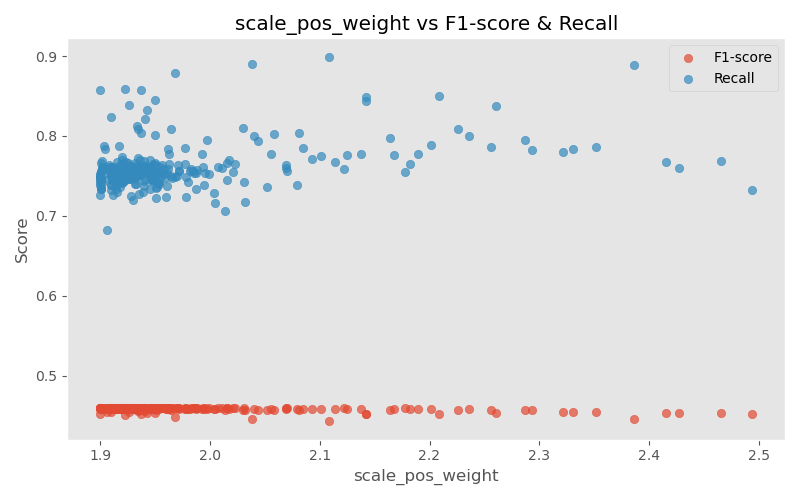 scale_pos_weight vs F1-score & Recall
F1-score
Recall
Score
0.9
0.8
0.7
0.6
0.5
1.9
2.0
2.1
2.2
2.3
2.4
2.5
scale_pos_weight